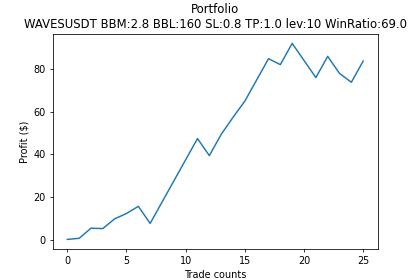 Portfolio
WAVESUSDT BBM:2.8 BBL:160 SL:0.8 TP:1.0 lev:10 WinRatio:69.0
Profit ($)
80
60
40
20
0
0 5 10 15 20 25
Trade counts